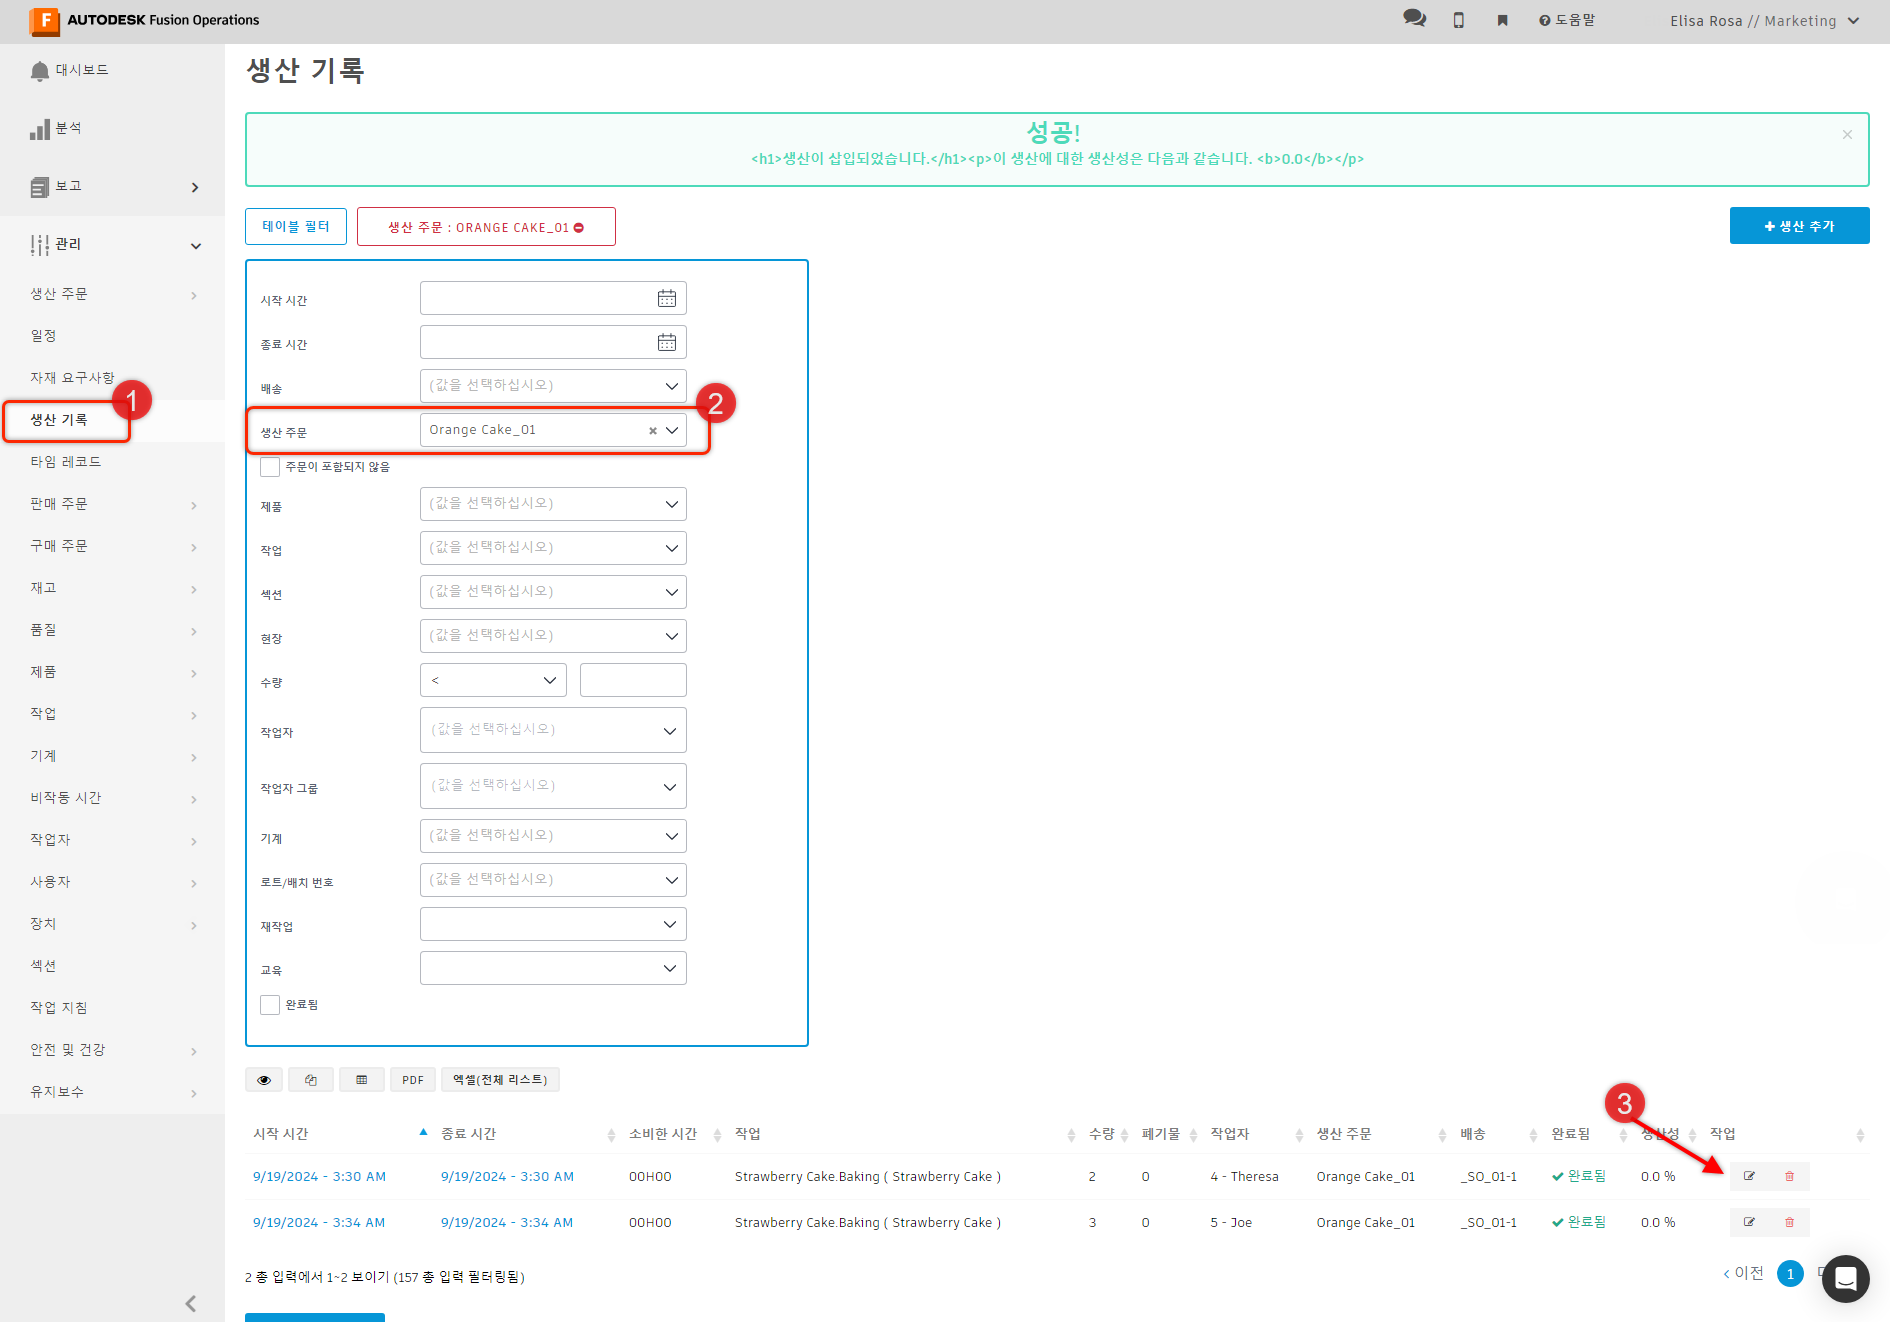 F AUTODESK Fusion Operations
도움말
Elisa Rosa // Marketing
대시보드
분석
보고
관리
생산 주문
일정
자재 요구사항
생산 기록
1
타임 레코드
판매 주문
구매 주문
재고
품질
제품
작업
기계
비작동 시간
작업자
사용자
장치
섹션
작업 지침
안전 및 건강
유지보수
생산 기록
성공!
×
<h1>생산이 삽입되었습니다.</h1><p>이 생산에 대한 생산성은 다음과 같습니다. <b>0.0</b></p>
테이블 필터
생산 주문 : ORANGE CAKE_01
+ 생산 추가
시작 시간
종료 시간
배송 (값을 선택하십시오)
2
생산 주문 Orange Cake_01 ×
주문이 포함되지 않음
제품 (값을 선택하십시오)
작업 (값을 선택하십시오)
섹션 (값을 선택하십시오)
현장 (값을 선택하십시오)
수량 <
작업자 (값을 선택하십시오)
작업자 그룹 (값을 선택하십시오)
기계 (값을 선택하십시오)
로트/배치 번호 (값을 선택하십시오)
재작업
교육
완료됨
PDF 엑셀(전체 리스트)
3
시작 시간 종료 시간 소비한 시간 작업 수량 폐기물 작업자 생산 주문 배송 완료됨 생산성 작업
9/19/2024 - 3:30 AM 9/19/2024 - 3:30 AM 00H00 Strawberry Cake.Baking ( Strawberry Cake ) 2 0 4 - Theresa Orange Cake_01 _SO_01-1 완료됨 0.0 %
9/19/2024 - 3:34 AM 9/19/2024 - 3:34 AM 00H00 Strawberry Cake.Baking ( Strawberry Cake ) 3 0 5 - Joe Orange Cake_01 _SO_01-1 완료됨 0.0 %
2 총 입력에서 1~2 보이기 (157 총 입력 필터링됨)
< 이전 1